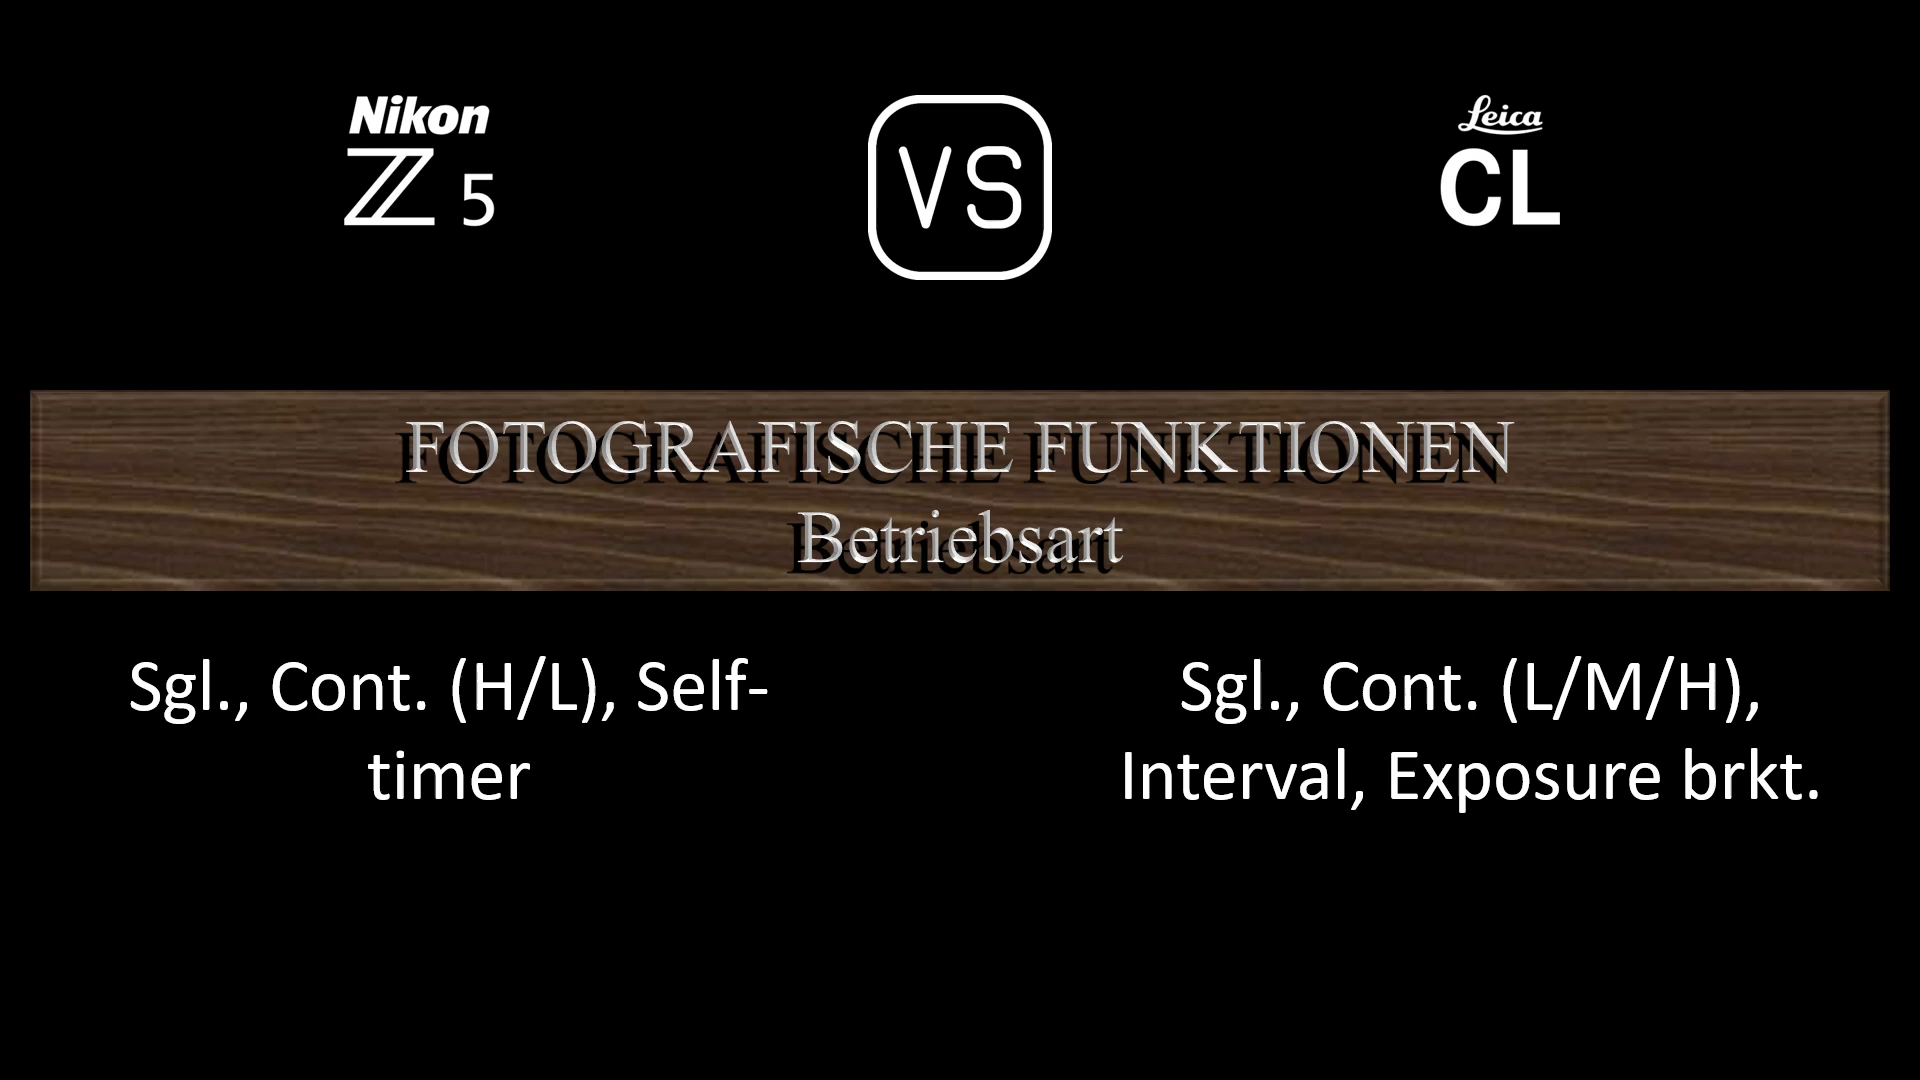 Nikon
Z 5
VS
Leica
CL
FOTOGRAFISCHE FUNKTIONEN
Betriebsart
Sgl., Cont. (H/L), Self-
timer
Sgl., Cont. (L/M/H),
Interval, Exposure brkt.